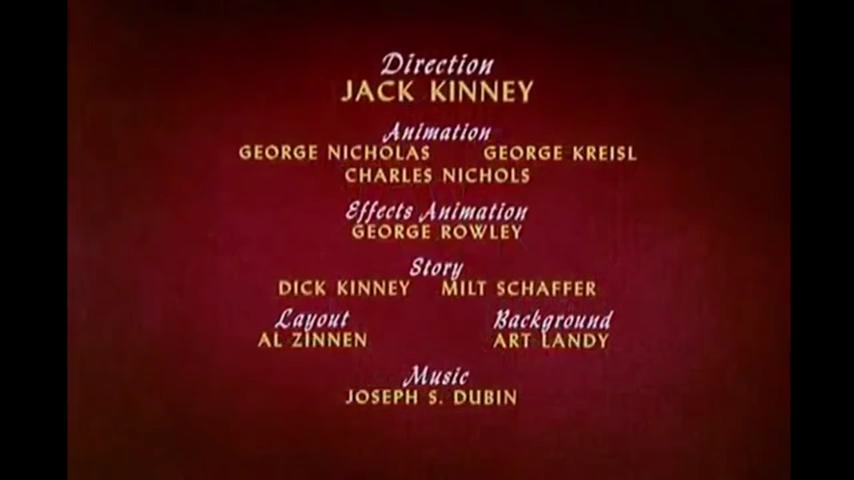 Direction
JACK KINNEY
Animation
GEORGE NICHOLAS GEORGE KREISL
CHARLES NICHOLS
Effects Animation
GEORGE ROWLEY
Story
DICK KINNEY MILT SCHAFFER
Layout Background
AL ZINNEN ART LANDY
Music
JOSEPH S. DUBIN